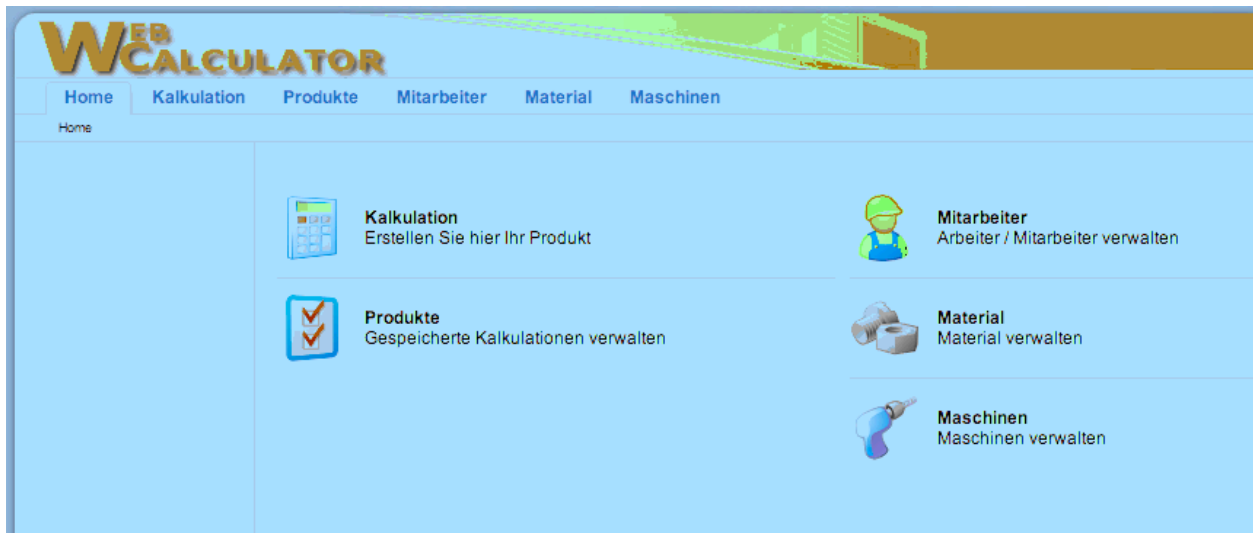 WEB
CALCULATOR
Home Kalkulation Produkte Mitarbeiter Material Maschinen
Home
Kalkulation
Erstellen Sie hier Ihr Produkt
Produkte
Gespeicherte Kalkulationen verwalten
Mitarbeiter
Arbeiter / Mitarbeiter verwalten
Material
Material verwalten
Maschinen
Maschinen verwalten